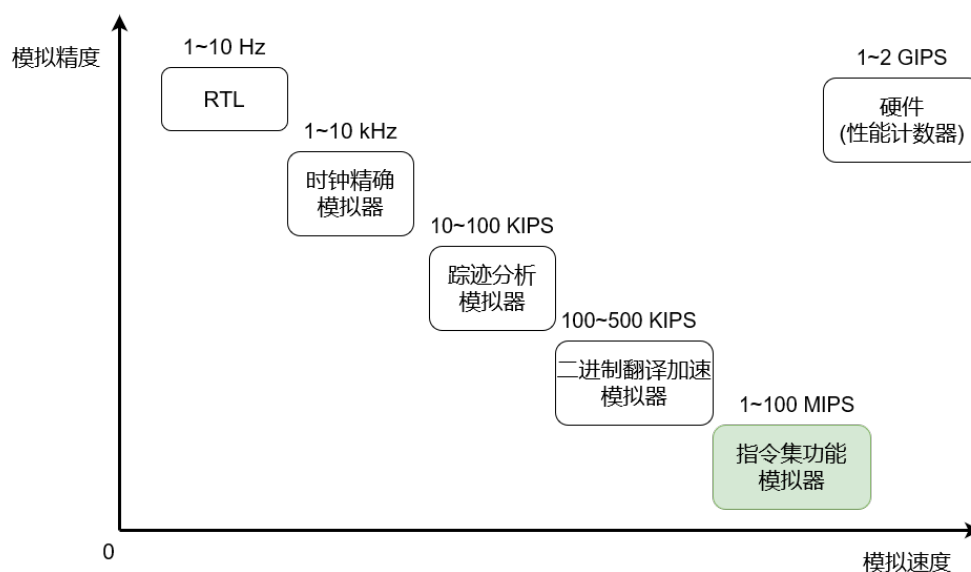 模拟精度
1~10 Hz
RTL
1~10 kHz
时钟精确
模拟器
10~100 KIPS
踪迹分析
模拟器
100~500 KIPS
二进制翻译加速
模拟器
1~100 MIPS
指令集功能
模拟器
1~2 GIPS
硬件
(性能计数器)
0
模拟速度